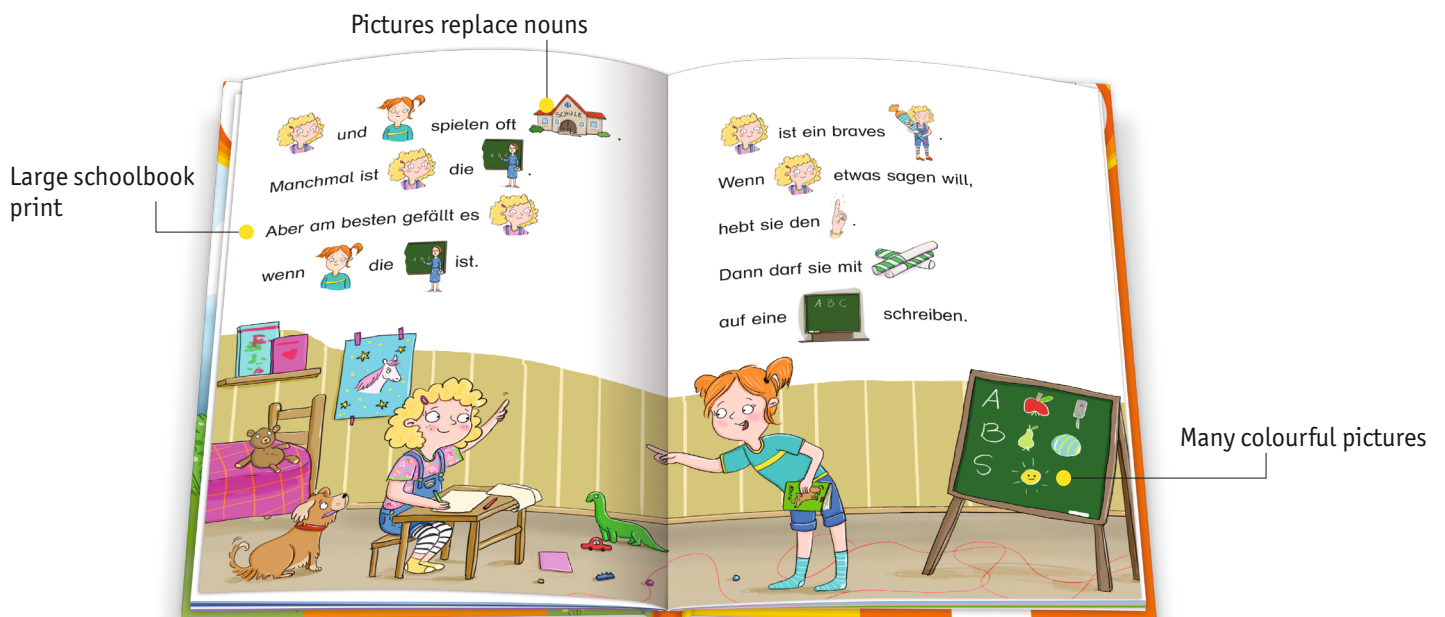 Pictures replace nouns
Large schoolbook
print
und spielen oft SCHULE .
Manchmal ist die .
Aber am besten gefällt es
wenn die ist.
ist ein braves .
Wenn etwas sagen will,
hebt sie den .
Dann darf sie mit
auf eine A B C schreiben.
A
B
S
Many colourful pictures